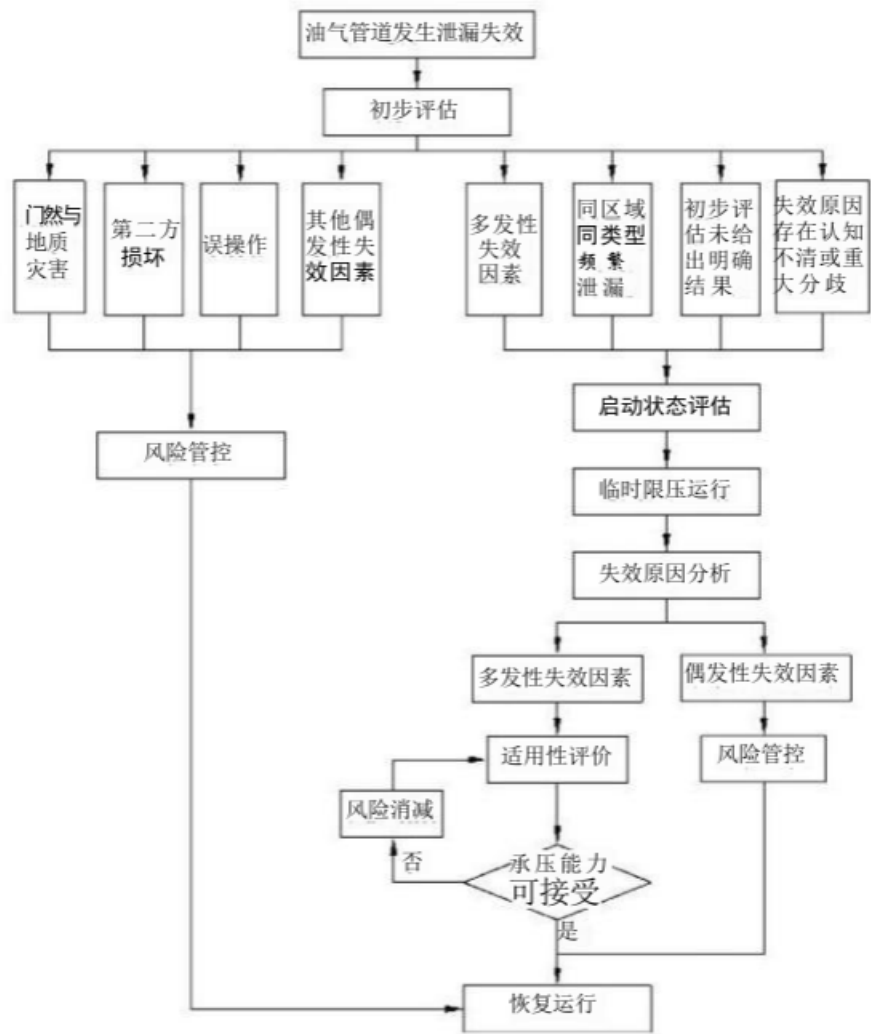 油气管道发生泄漏失效
初步评估
门然与
地质
灾害
第二方
损坏
误操作
其他偶
发性失
效因素
多发性
失效
因素
同区域
同类型
频繁
泄漏
初步评
估未给
出明确
结果
失效原因
存在认知
不清或重
大分歧
启动状态评估
风险管控
临时限压运行
失效原因分析
多发性失效因素
偶发性失效因素
适用性评价
风险管控
风险消减
否
承压能力
可接受
是
恢复运行